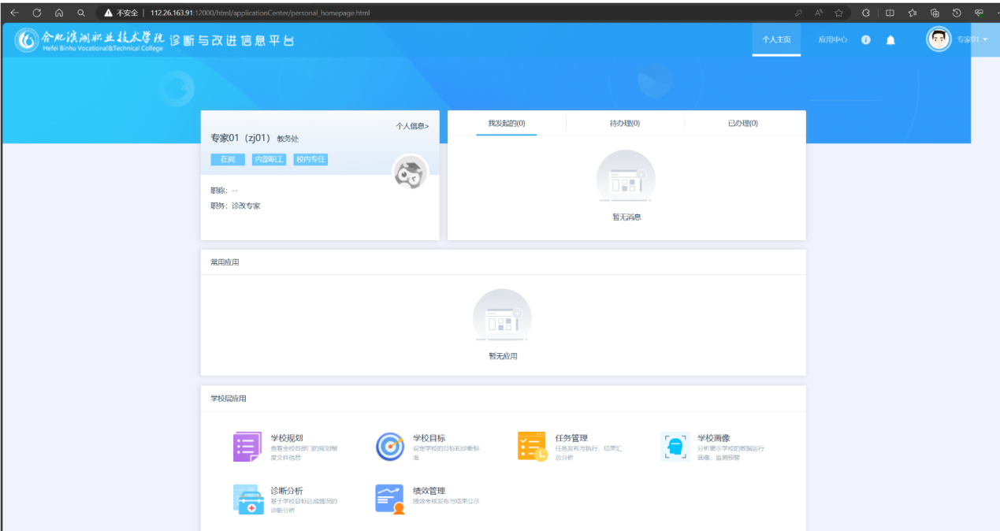 不安全 | 112.26.163.91:12000/html/applicationCenter/personal_homepage.html
合肥滨湖职业技术学院 诊断与改进信息平台
Hefei Binhu Vocational&Technical College
个人主页 应用中心 专家01
个人信息>
专家01（zj01） 教务处
在岗 内部职工 校内专任
职称： --
职务： 诊改专家
我发起的(0) 待办理(0) 已办理(0)
暂无消息
常用应用
暂无应用
学校层应用
学校规划
查看全校各部门的规划制
度文件信息
学校目标
设定学校的目标和诊断标
准
任务管理
任务发布与执行、结果汇
总分析
学校画像
分析展示学校的数据运行
画像、监测预警
诊断分析
基于学校目标达成情况的
诊断分析
绩效管理
绩效考核发布与结果公示